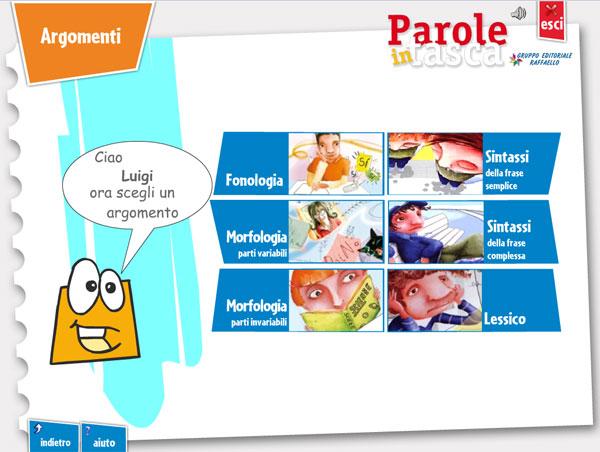 Argomenti
Parole
in tasca
esci
GRUPPO EDITORIALE
RAFFAELLO
Ciao
Luigi
ora scegli un
argomento
Fonologia
Sintassi
della frase
semplice
Morfologia
parti variabili
Sintassi
della frase
complessa
Morfologia
parti invariabili
Lessico
indietro
aiuto